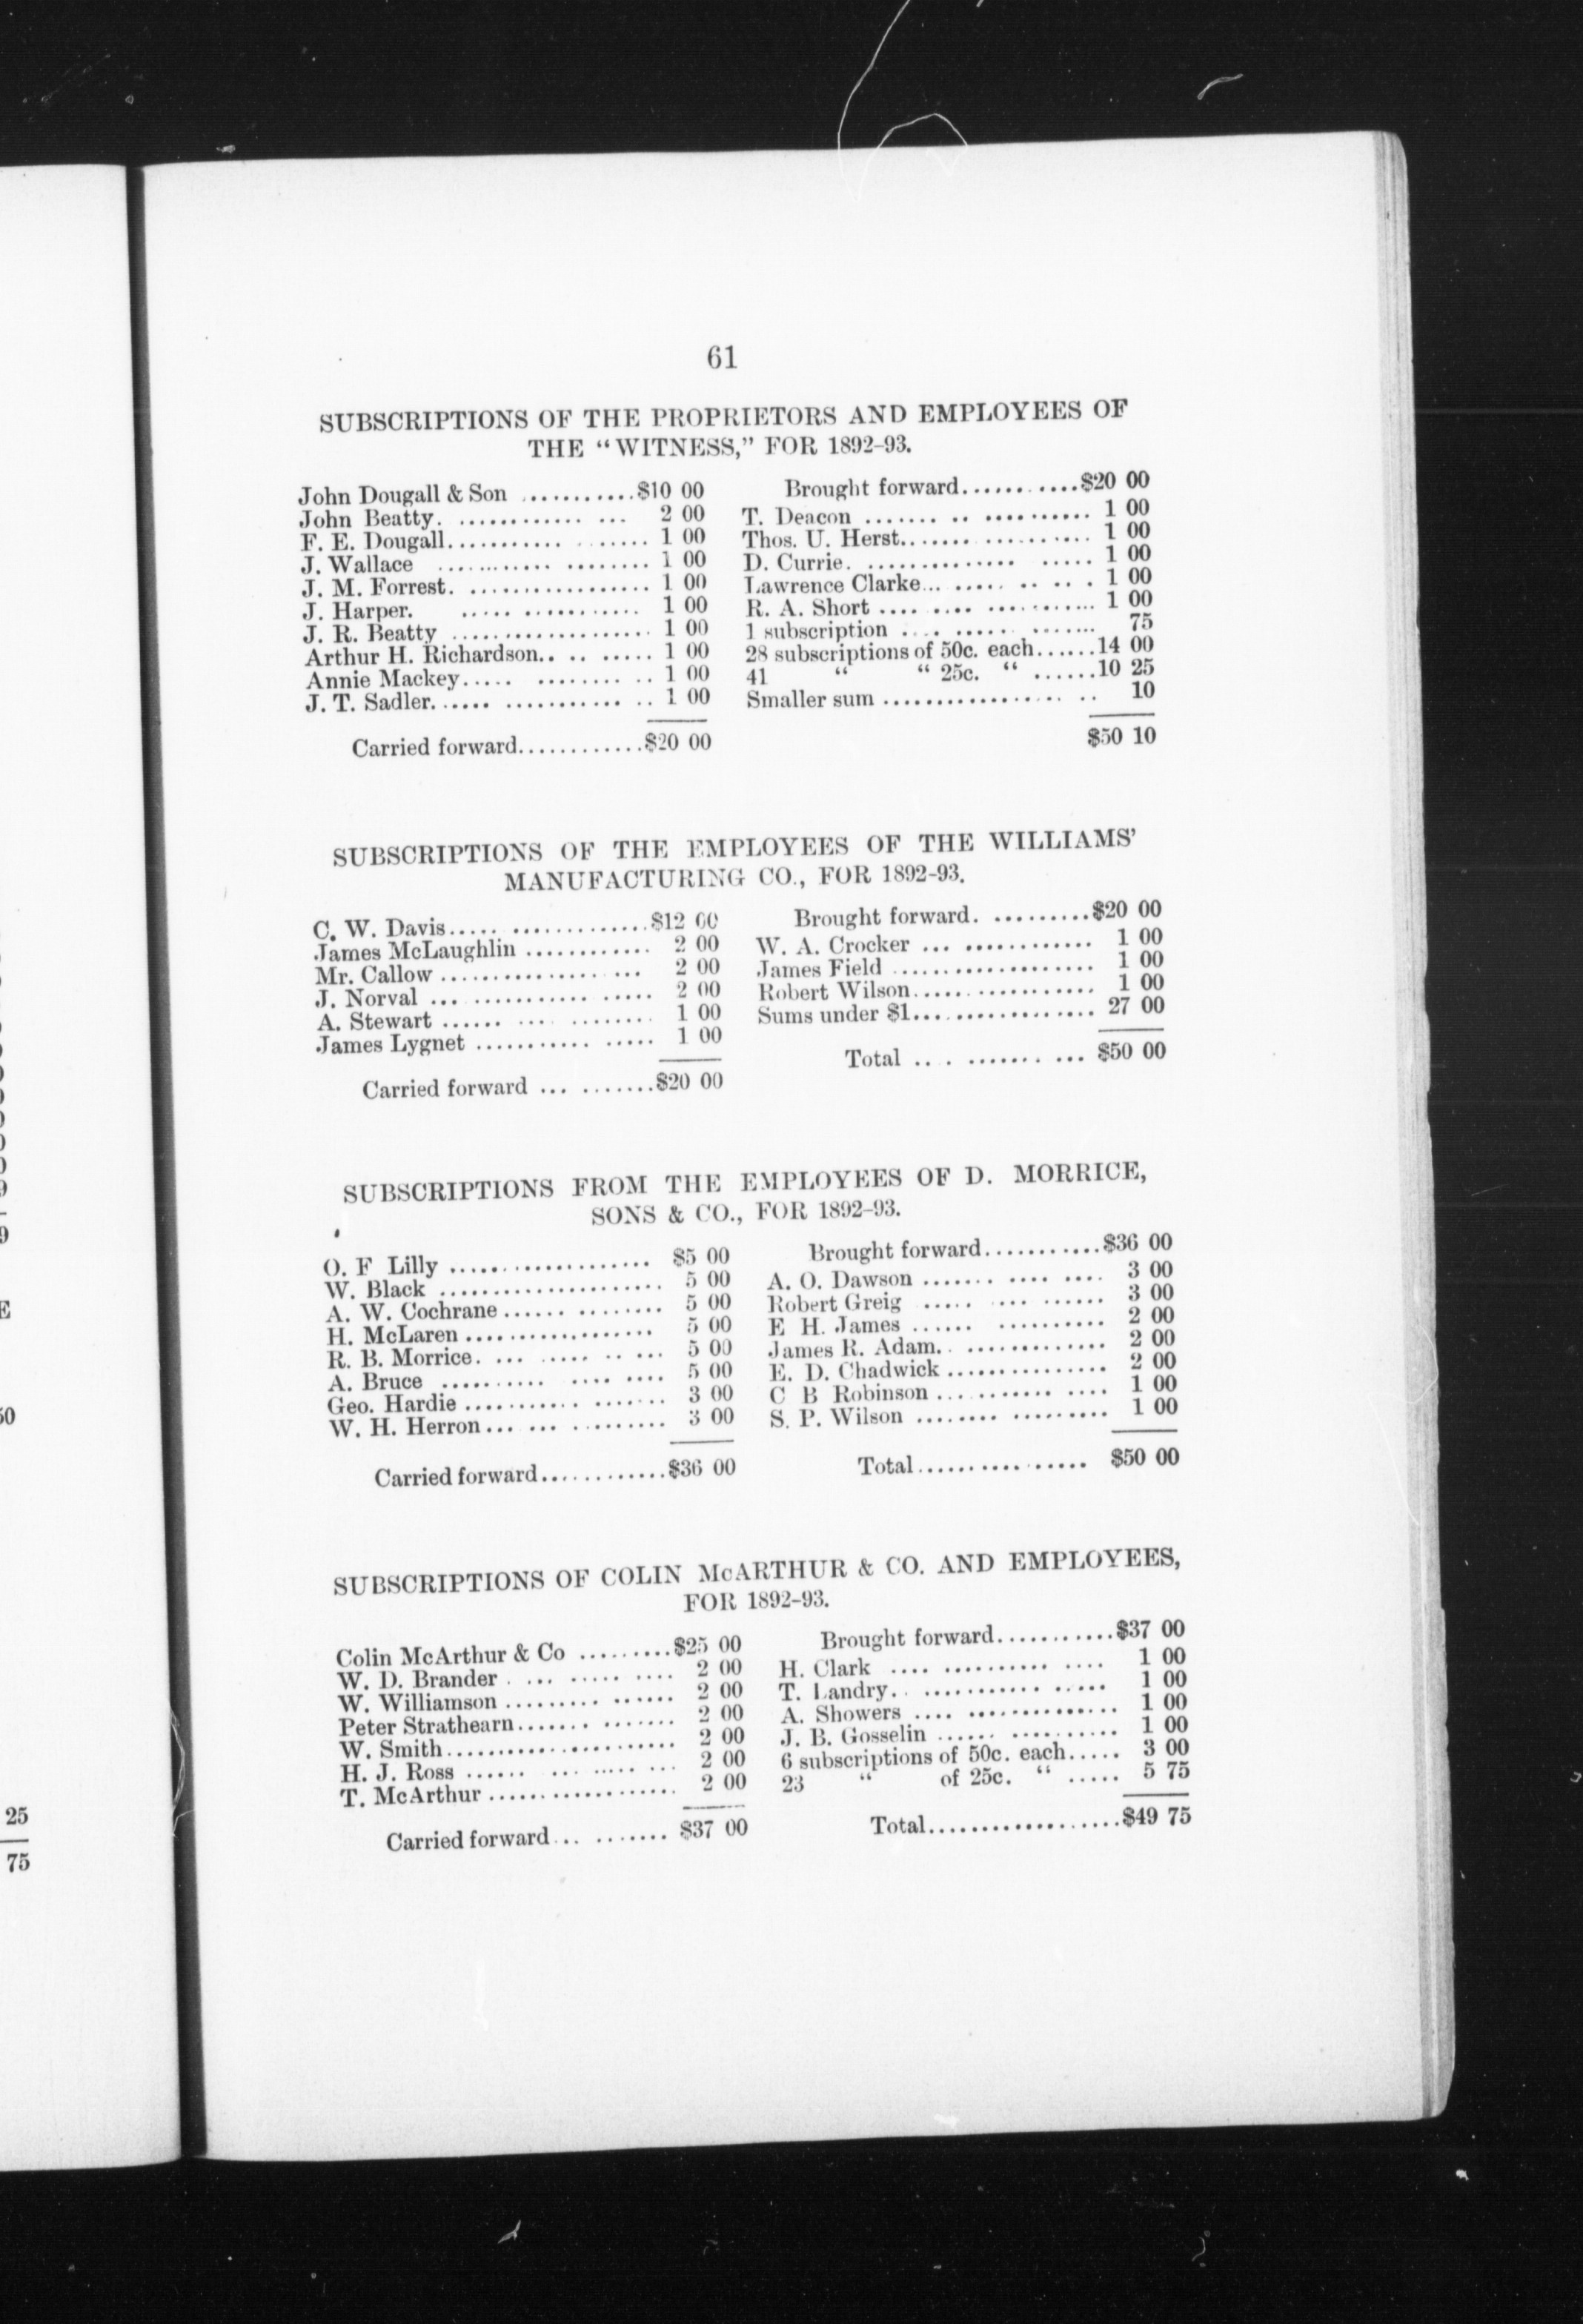 61
SUBSCRIPTIONS OF THE PROPRIETORS AND EMPLOYEES OF
THE "WITNESS," FOR 1892-93.
John Dougall & Son ...........$10 00
John Beatty. ............ ... 2 00
F. E. Dougall........... ........ 1 00
J. Wallace ........... ......... 1 00
J. M. Forrest. .................. 1 00
J. Harper. ..... ............ 1 00
J. R. Beatty .................... 1 00
Arthur H. Richardson.. .. ...... 1 00
Annie Mackey..... ......... .. 1 00
J. T. Sadler. ..... ............ .. 1 00
Carried forward............$20 00
Brought forward...........$20 00
T. Deacon ....... .. .......... 1 00
Thos. U. Herst....... .......... 1 00
D. Currie. ............... ..... 1 00
Lawrence Clarke... ..... .. .. . 1 00
R. A. Short .... .... ........... 1 00
1 subscription .... ...... ....... 75
28 subscriptions of 50c. each......14 00
41 " " 25c. " ......10 25
Smaller sum ................. .. 10
$50 10
SUBSCRIPTIONS OF THE EMPLOYEES OF THE WILLIAMS'
MANUFACTURING CO., FOR 1892-93.
C. W. Davis..... .............$12 00
James McLaughlin ............ 2 00
Mr. Callow ................. ... 2 00
J. Norval ... ............ ..... 2 00
A. Stewart ...... ... ......... 1 00
James Lygnet ........... ..... 1 00
Carried forward ... ........$20 00
Brought forward. .........$20 00
W. A. Crocker ... ............ 1 00
James Field .................... 1 00
Robert Wilson.................. 1 00
Sums under $1.................. 27 00
Total .. . ........ ... $50 00
SUBSCRIPTIONS FROM THE EMPLOYEES OF D. MORRICE,
SONS & CO., FOR 1892-93.
O. F Lilly .................... $5 00
W. Black ...................... 5 00
A. W. Cochrane...... ......... 5 00
H. McLaren .................. 5 00
R. B. Morrice. ... ..... .. ... 5 00
A. Bruce .......... .... .... 5 00
Geo. Hardie ........... ....... 3 00
W. H. Herron... ... .......... 3 00
Carried forward.............$36 00
Brought forward...........$36 00
A. O. Dawson ....... .... .... 3 00
Robert Greig ..... ... ...... 3 00
E H. James ...... .......... 2 00
James R. Adam. . ............. 2 00
E. D. Chadwick ............... 2 00
C B Robinson ........... .... 1 00
S. P. Wilson ........ ......... 1 00
Total................ $50 00
SUBSCRIPTIONS OF COLIN McARTHUR & CO. AND EMPLOYEES,
FOR 1892-93.
Colin McArthur & Co .........$25 00
W. D. Brander . ... ..... .... 2 00
W. Williamson ......... ...... 2 00
Peter Strathearn....... ....... 2 00
W. Smith....................... 2 00
H. J. Ross ...... ... ..... ... 2 00
T. McArthur ................... 2 00
Carried forward... ........ $37 00
Brought forward...........$37 00
H. Clark .... .......... .... 1 00
T. Landry. . ........... ..... 1 00
A. Showers .... ............... 1 00
J. B. Gosselin ...... .......... 1 00
6 subscriptions of 50c. each..... 3 00
23 " of 25c. " ..... 5 75
Total..................$49 75
25
75